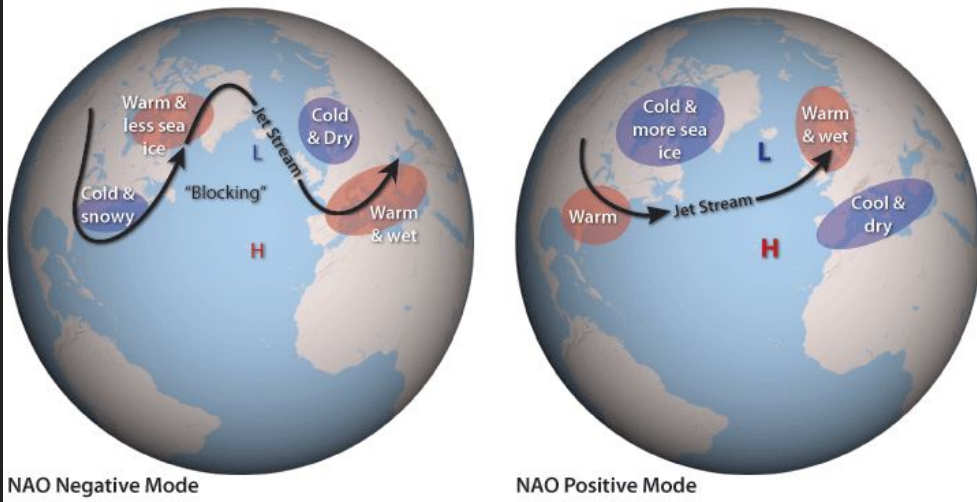 Warm &
less sea
ice
Cold
& Dry
Jet Stream
L
Cold &
snowy
"Blocking"
Warm
& wet
H
NAO Negative Mode
Cold &
more sea
ice
Warm
& wet
L
Warm
Jet Stream
Cool &
dry
H
NAO Positive Mode